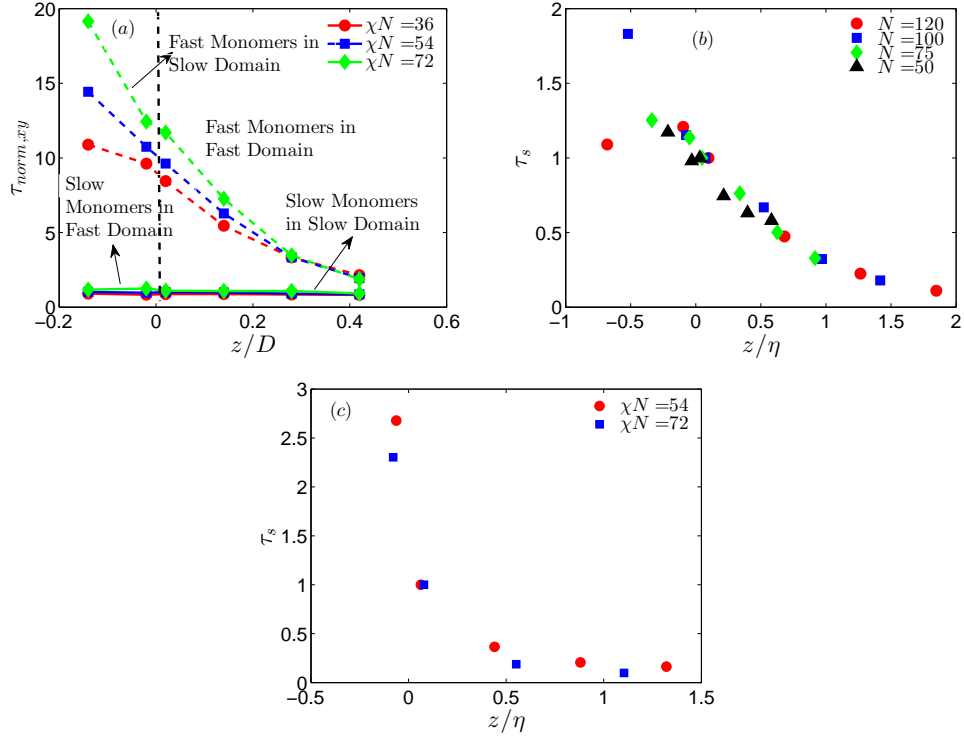 (a)
χN =36
χN =54
χN =72
Fast Monomers in
Slow Domain
Fast Monomers in
Fast Domain
Slow
Monomers in
Fast Domain
Slow Monomers
in Slow Domain
τnorm,xy
20
15
10
5
0
−0.2 0 0.2 0.4 0.6
z/D
(b)
N =120
N =100
N =75
N =50
τs
2
1.5
1
0.5
0
−1 −0.5 0 0.5 1 1.5 2
z/η
(c)
χN =54
χN =72
τs
3
2.5
2
1.5
1
0.5
0
−0.5 0 0.5 1 1.5
z/η